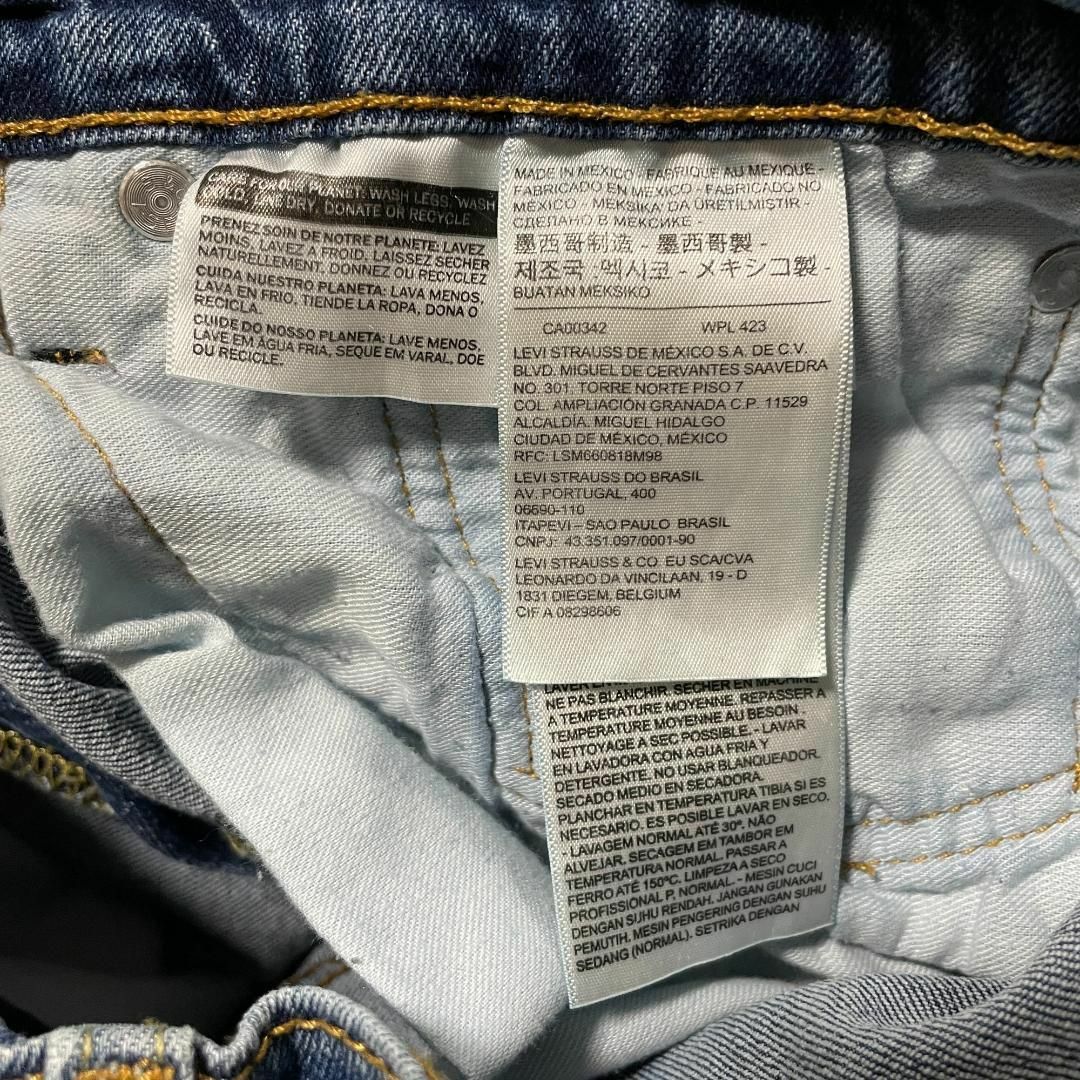 PLANET: WASH LESS, WASH
DRY, DONATE OR RECYCLE
PRENEZ SOIN DE NOTRE PLANETE: LAVEZ
MOINS, LAVEZ A FROID, LAISSEZ SECHER
NATURELLEMENT, DONNEZ OU RECYCLEZ
CUIDA NUESTRO PLANETA: LAVA MENOS,
LAVA EN FRIO, TIENDE LA ROPA, DONA O
RECICLA.
CUIDE DO NOSSO PLANETA: LAVE MENOS,
LAVE EM ÁGUA FRIA, SEQUE EM VARAL, DOE
OU RECICLE.
MADE IN MEXICO - FABRIQUE AU MEXIQUE -
FABRICADO EN MEXICO - FABRICADO NO
MEXICO - MEKSIKA DA ÜRETILMISTIR -
СДЕЛАНО В МЕКСИКЕ -
墨西哥制造 - 墨西哥製 -
제조국 멕시코 - メキシコ製 -
BUATAN MEKSIKO
CA00342 WPL 423
LEVI STRAUSS DE MÉXICO S.A. DE C.V.
BLVD. MIGUEL DE CERVANTES SAAVEDRA
NO. 301, TORRE NORTE PISO 7
COL. AMPLIACIÓN GRANADA C.P. 11529
ALCALDÍA. MIGUEL HIDALGO
CIUDAD DE MÉXICO, MÉXICO
RFC: LSM660818M98
LEVI STRAUSS DO BRASIL
AV. PORTUGAL, 400
06690-110
ITAPEVI – SAO PAULO BRASIL
CNPJ: 43.351.097/0001-90
LEVI STRAUSS & CO. EU SCA/CVA
LEONARDO DA VINCILAAN, 19 - D
1831 DIEGEM, BELGIUM
CIF A 08298606
LAVER EN
NE PAS BLANCHIR. SECHER EN MACHINE
A TEMPERATURE MOYENNE. REPASSER A
TEMPERATURE MOYENNE AU BESOIN -
NETTOYAGE A SEC POSSIBLE. - LAVAR
EN LAVADORA CON AGUA FRIA Y
DETERGENTE. NO USAR BLANQUEADOR.
SECADO MEDIO EN SECADORA.
PLANCHAR EN TEMPERATURA TIBIA SI ES
NECESARIO. ES POSIBLE LAVAR EN SECO.
- LAVAGEM NORMAL ATÉ 30º. NÃO
ALVEJAR. SECAGEM EM TAMBOR EM
TEMPERATURA NORMAL. PASSAR A
FERRO ATÉ 150ºC. LIMPEZA A SECO
PROFISSIONAL P, NORMAL. - MESIN CUCI
DENGAN SUHU RENDAH. JANGAN GUNAKAN
PEMUTIH. MESIN PENGERING DENGAN SUHU
SEDANG (NORMAL). SETRIKA DENGAN